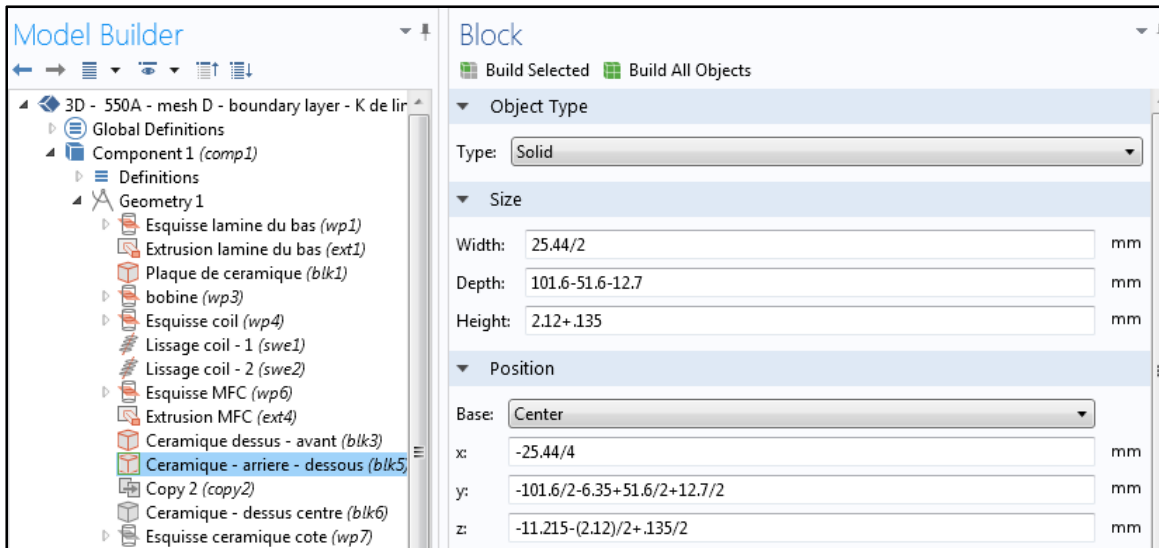 Model Builder
3D - 550A - mesh D - boundary layer - K de lir
Global Definitions
Component 1 (comp1)
Definitions
Geometry 1
Esquisse lamine du bas (wp1)
Extrusion lamine du bas (ext1)
Plaque de ceramique (blk1)
bobine (wp3)
Esquisse coil (wp4)
Lissage coil - 1 (swe1)
Lissage coil - 2 (swe2)
Esquisse MFC (wp6)
Extrusion MFC (ext4)
Ceramique dessus - avant (blk3)
Ceramique - arriere - dessous (blk5)
Copy 2 (copy2)
Ceramique - dessus centre (blk6)
Esquisse ceramique cote (wp7)
Block
Build Selected Build All Objects
Object Type
Type: Solid
Size
Width: 25.44/2 mm
Depth: 101.6-51.6-12.7 mm
Height: 2.12+.135 mm
Position
Base: Center
x: -25.44/4 mm
y: -101.6/2-6.35+51.6/2+12.7/2 mm
z: -11.215-(2.12)/2+.135/2 mm